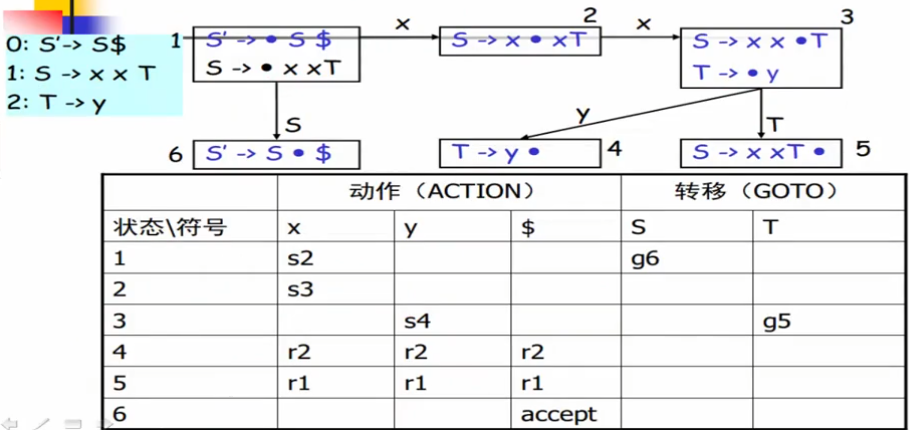 0: S'-> S$
1: S -> x x T
2: T -> y
1
S' -> • S $
S -> • x xT
x
2
S -> x • xT
x
3
S -> x x •T
T -> • y
S
y
T
6
S' -> S • $
T -> y •
4
S -> x xT •
5
动作（ACTION） 转移（GOTO）
状态\符号 x y $ S T
1 s2 g6
2 s3
3 s4 g5
4 r2 r2 r2
5 r1 r1 r1
6 accept